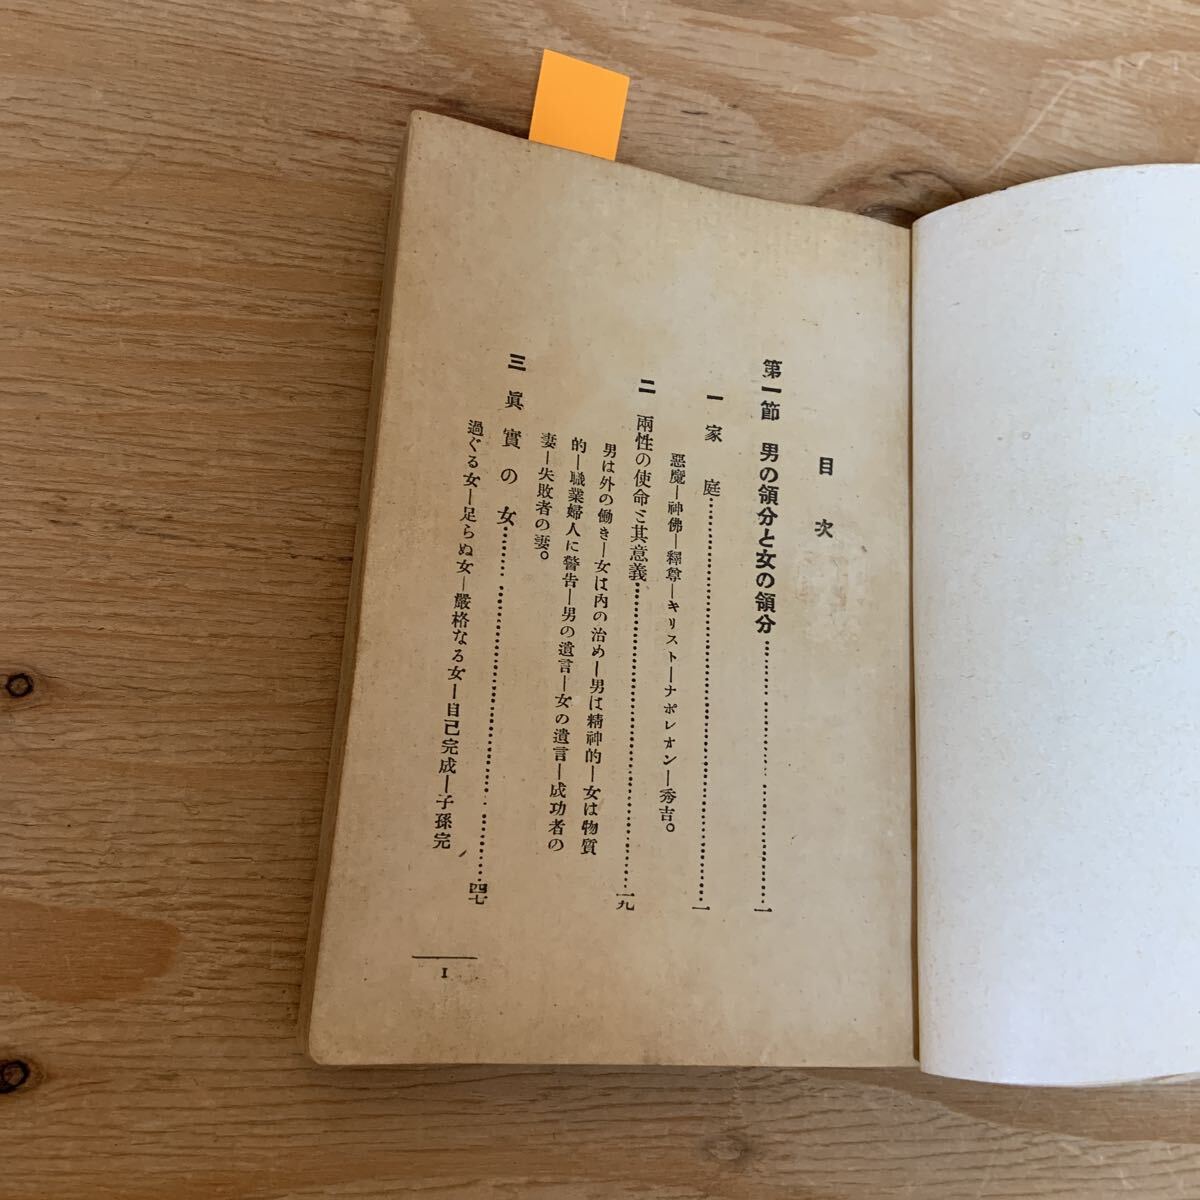 目次
第一節　男の領分と女の領分…………一
一　家庭…………一
惡魔―神佛―釋尊―キリスト―ナポレオン―秀吉。
二　兩性の使命と其意義…………一九
男は外の働き―女は内の治め―男は精神的―女は物質
的―職業婦人に警告―男の遺言―女の遺言―成功者の
妻―失敗者の妻。
三　眞實の女…………四七
過ぐる女―足らぬ女―嚴格なる女―自己完成―子孫完
1